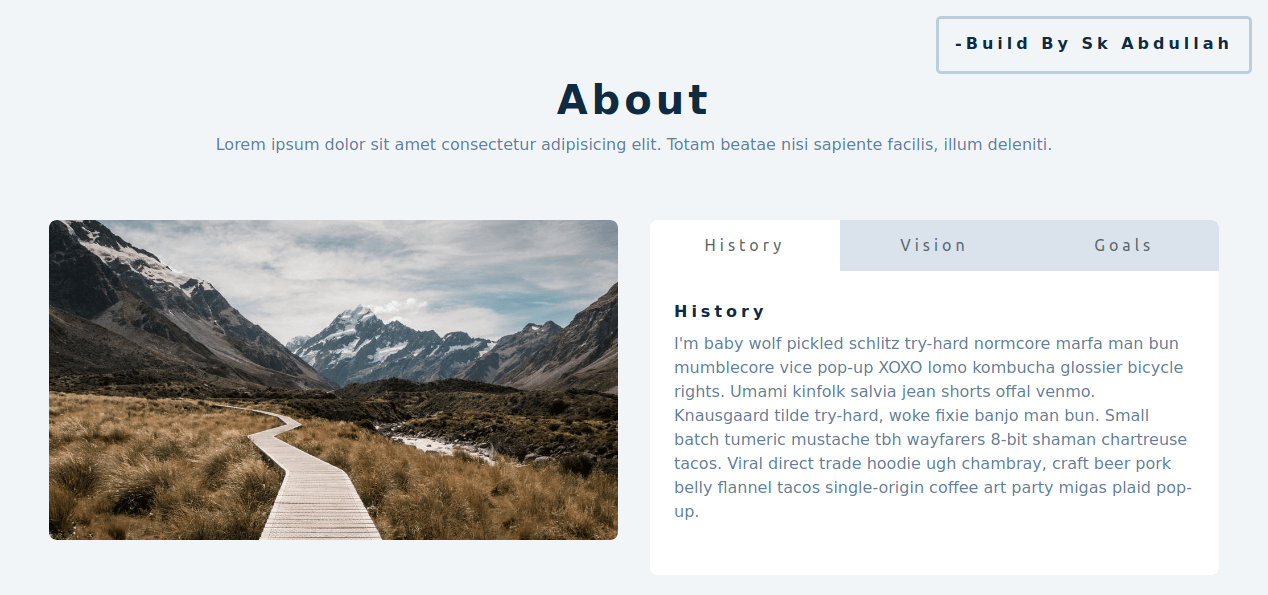 -Build By Sk Abdullah
About
Lorem ipsum dolor sit amet consectetur adipisicing elit. Totam beatae nisi sapiente facilis, illum deleniti.
History Vision Goals
History
I'm baby wolf pickled schlitz try-hard normcore marfa man bun
mumblecore vice pop-up XOXO lomo kombucha glossier bicycle
rights. Umami kinfolk salvia jean shorts offal venmo.
Knausgaard tilde try-hard, woke fixie banjo man bun. Small
batch tumeric mustache tbh wayfarers 8-bit shaman chartreuse
tacos. Viral direct trade hoodie ugh chambray, craft beer pork
belly flannel tacos single-origin coffee art party migas plaid pop-
up.